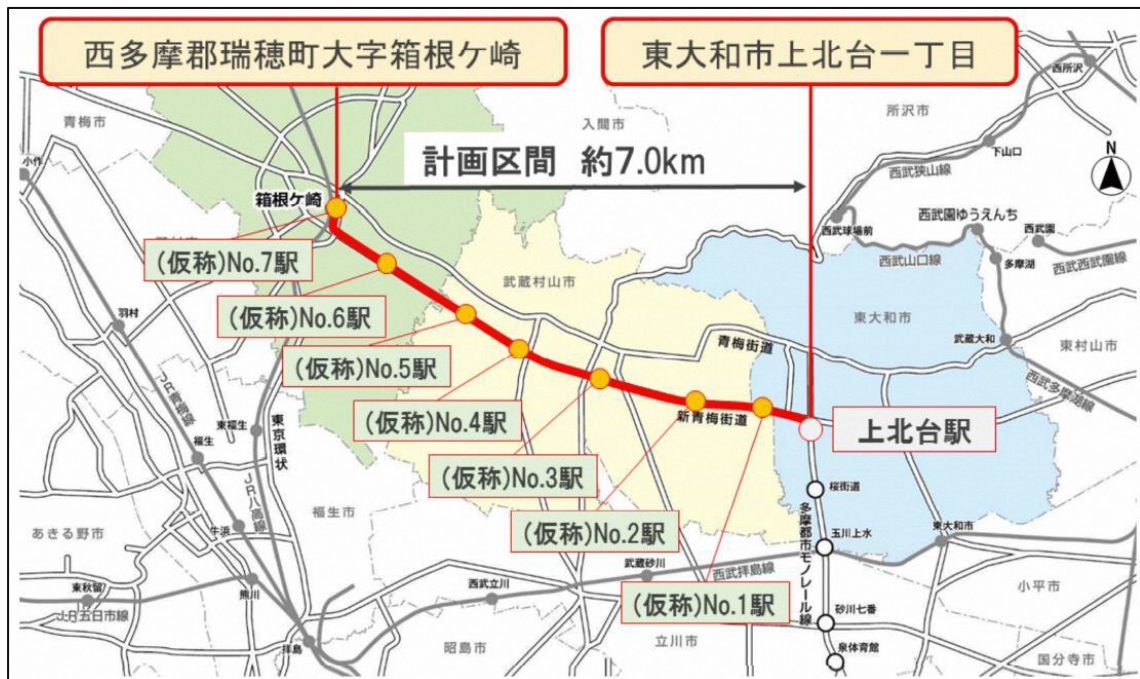 西多摩郡瑞穂町大字箱根ケ崎
東大和市上北台一丁目
計画区間 約7.0km
N
青梅市
入間市
所沢市
西所沢
下山口
西武狭山線
西武球場前
西武園ゆうえんち
西武園
西武西武園線
西武山口線
多摩湖
小作
箱根ケ崎
(仮称)No.7駅
(仮称)No.6駅
(仮称)No.5駅
(仮称)No.4駅
(仮称)No.3駅
(仮称)No.2駅
(仮称)No.1駅
武蔵村山市
東大和市
武蔵大和
東村山市
西武多摩湖線
青梅街道
新青梅街道
上北台駅
羽村
JR青梅線
東福生
福生
東京環状
JR八高線
福生市
牛浜
あきる野市
東秋留
JR五日市線
熊川
拝島
昭島市
西武立川
武蔵砂川
西武拝島線
立川市
多摩都市モノレール線
桜街道
玉川上水
東大和市
砂川七番
泉体育館
小平市
国分寺市